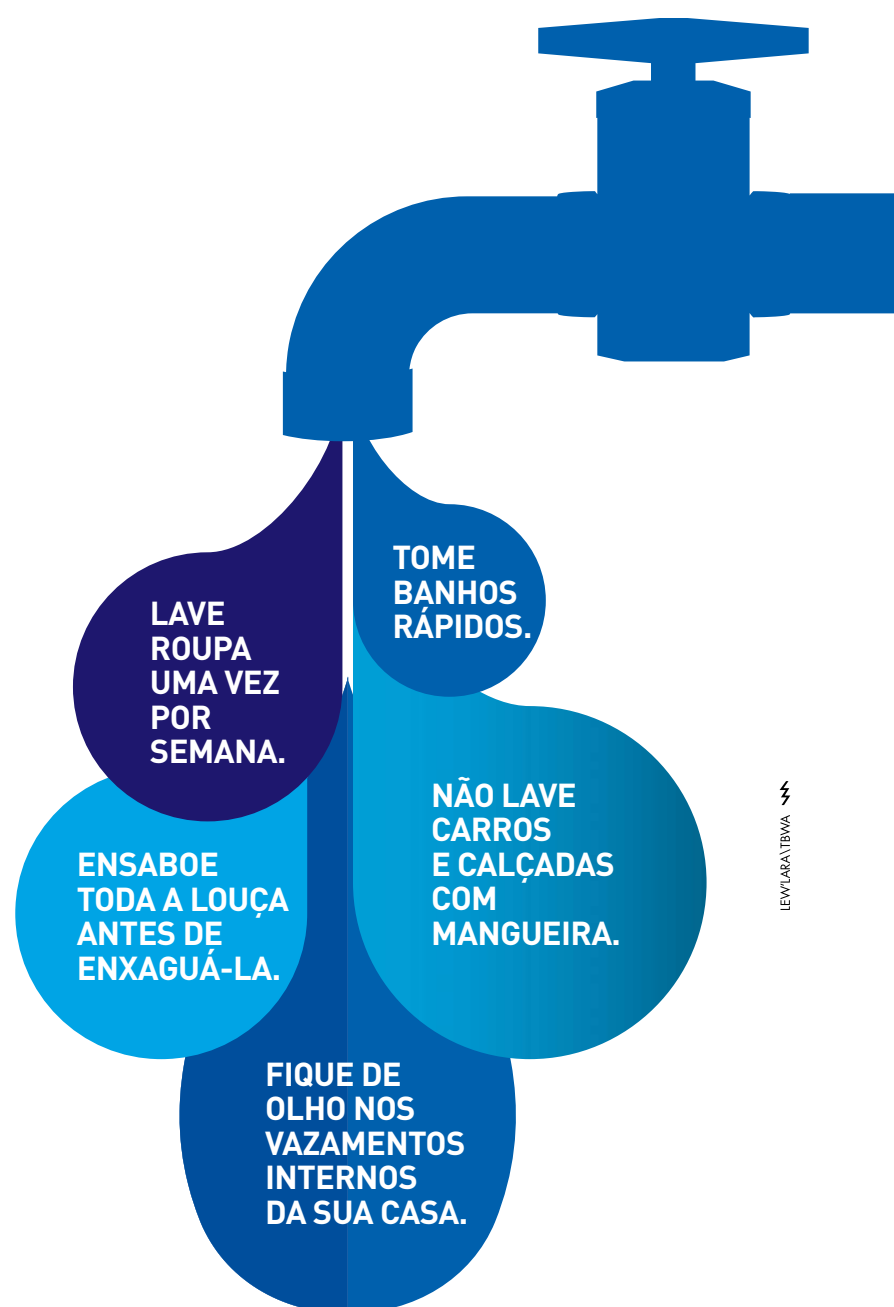 TOME
BANHOS
RÁPIDOS.
LAVE
ROUPA
UMA VEZ
POR
SEMANA.
NÃO LAVE
CARROS
E CALÇADAS
COM
MANGUEIRA.
ENSABOE
TODA A LOUÇA
ANTES DE
ENXAGUÁ-LA.
FIQUE DE
OLHO NOS
VAZAMENTOS
INTERNOS
DA SUA CASA.
LEW'LARA\TBWA